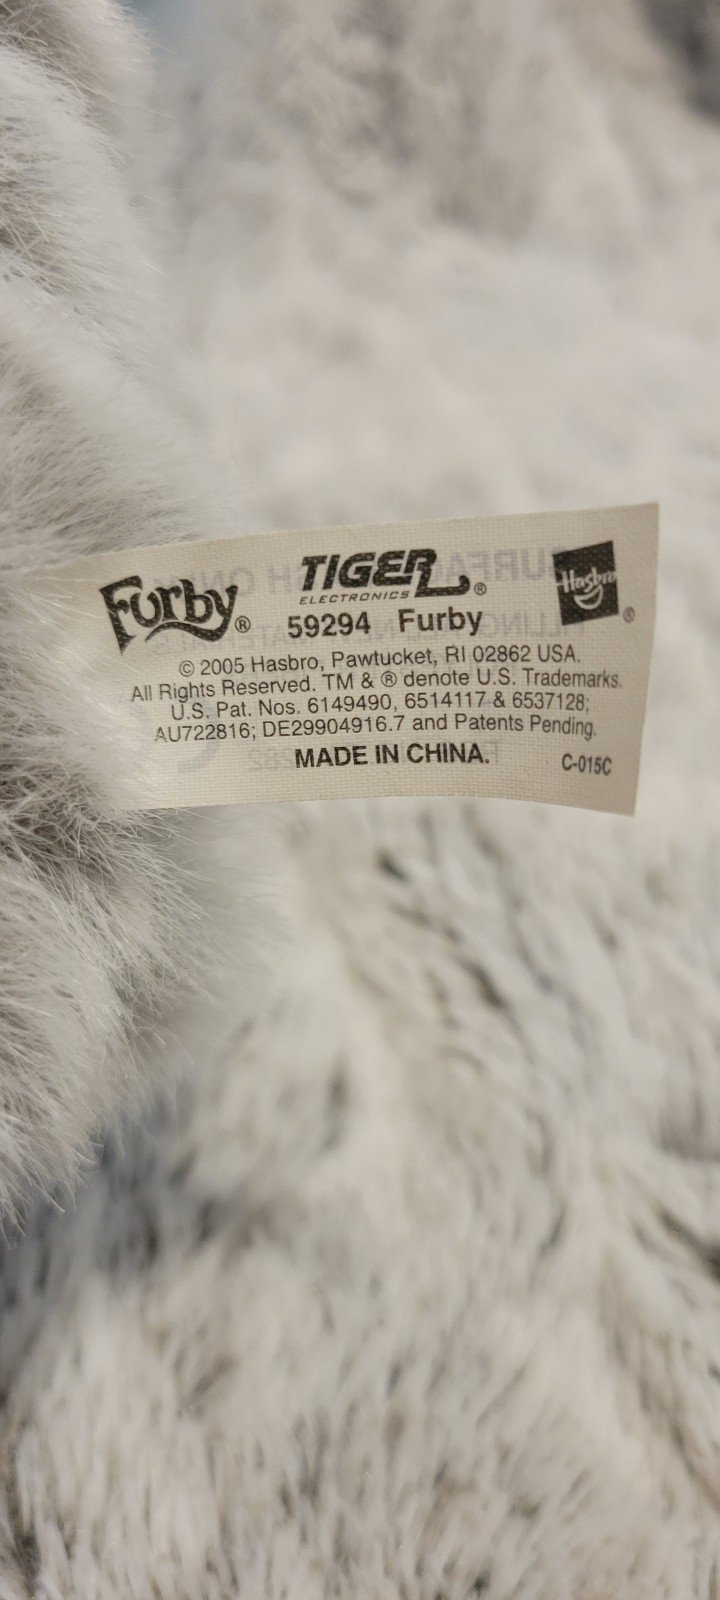 Furby® TIGER ELECTRONICS® Hasbro®
59294 Furby
© 2005 Hasbro, Pawtucket, RI 02862 USA.
All Rights Reserved. TM & ® denote U.S. Trademarks.
U.S. Pat. Nos. 6149490, 6514117 & 6537128;
AU722816; DE29904916.7 and Patents Pending.
MADE IN CHINA. C-015C